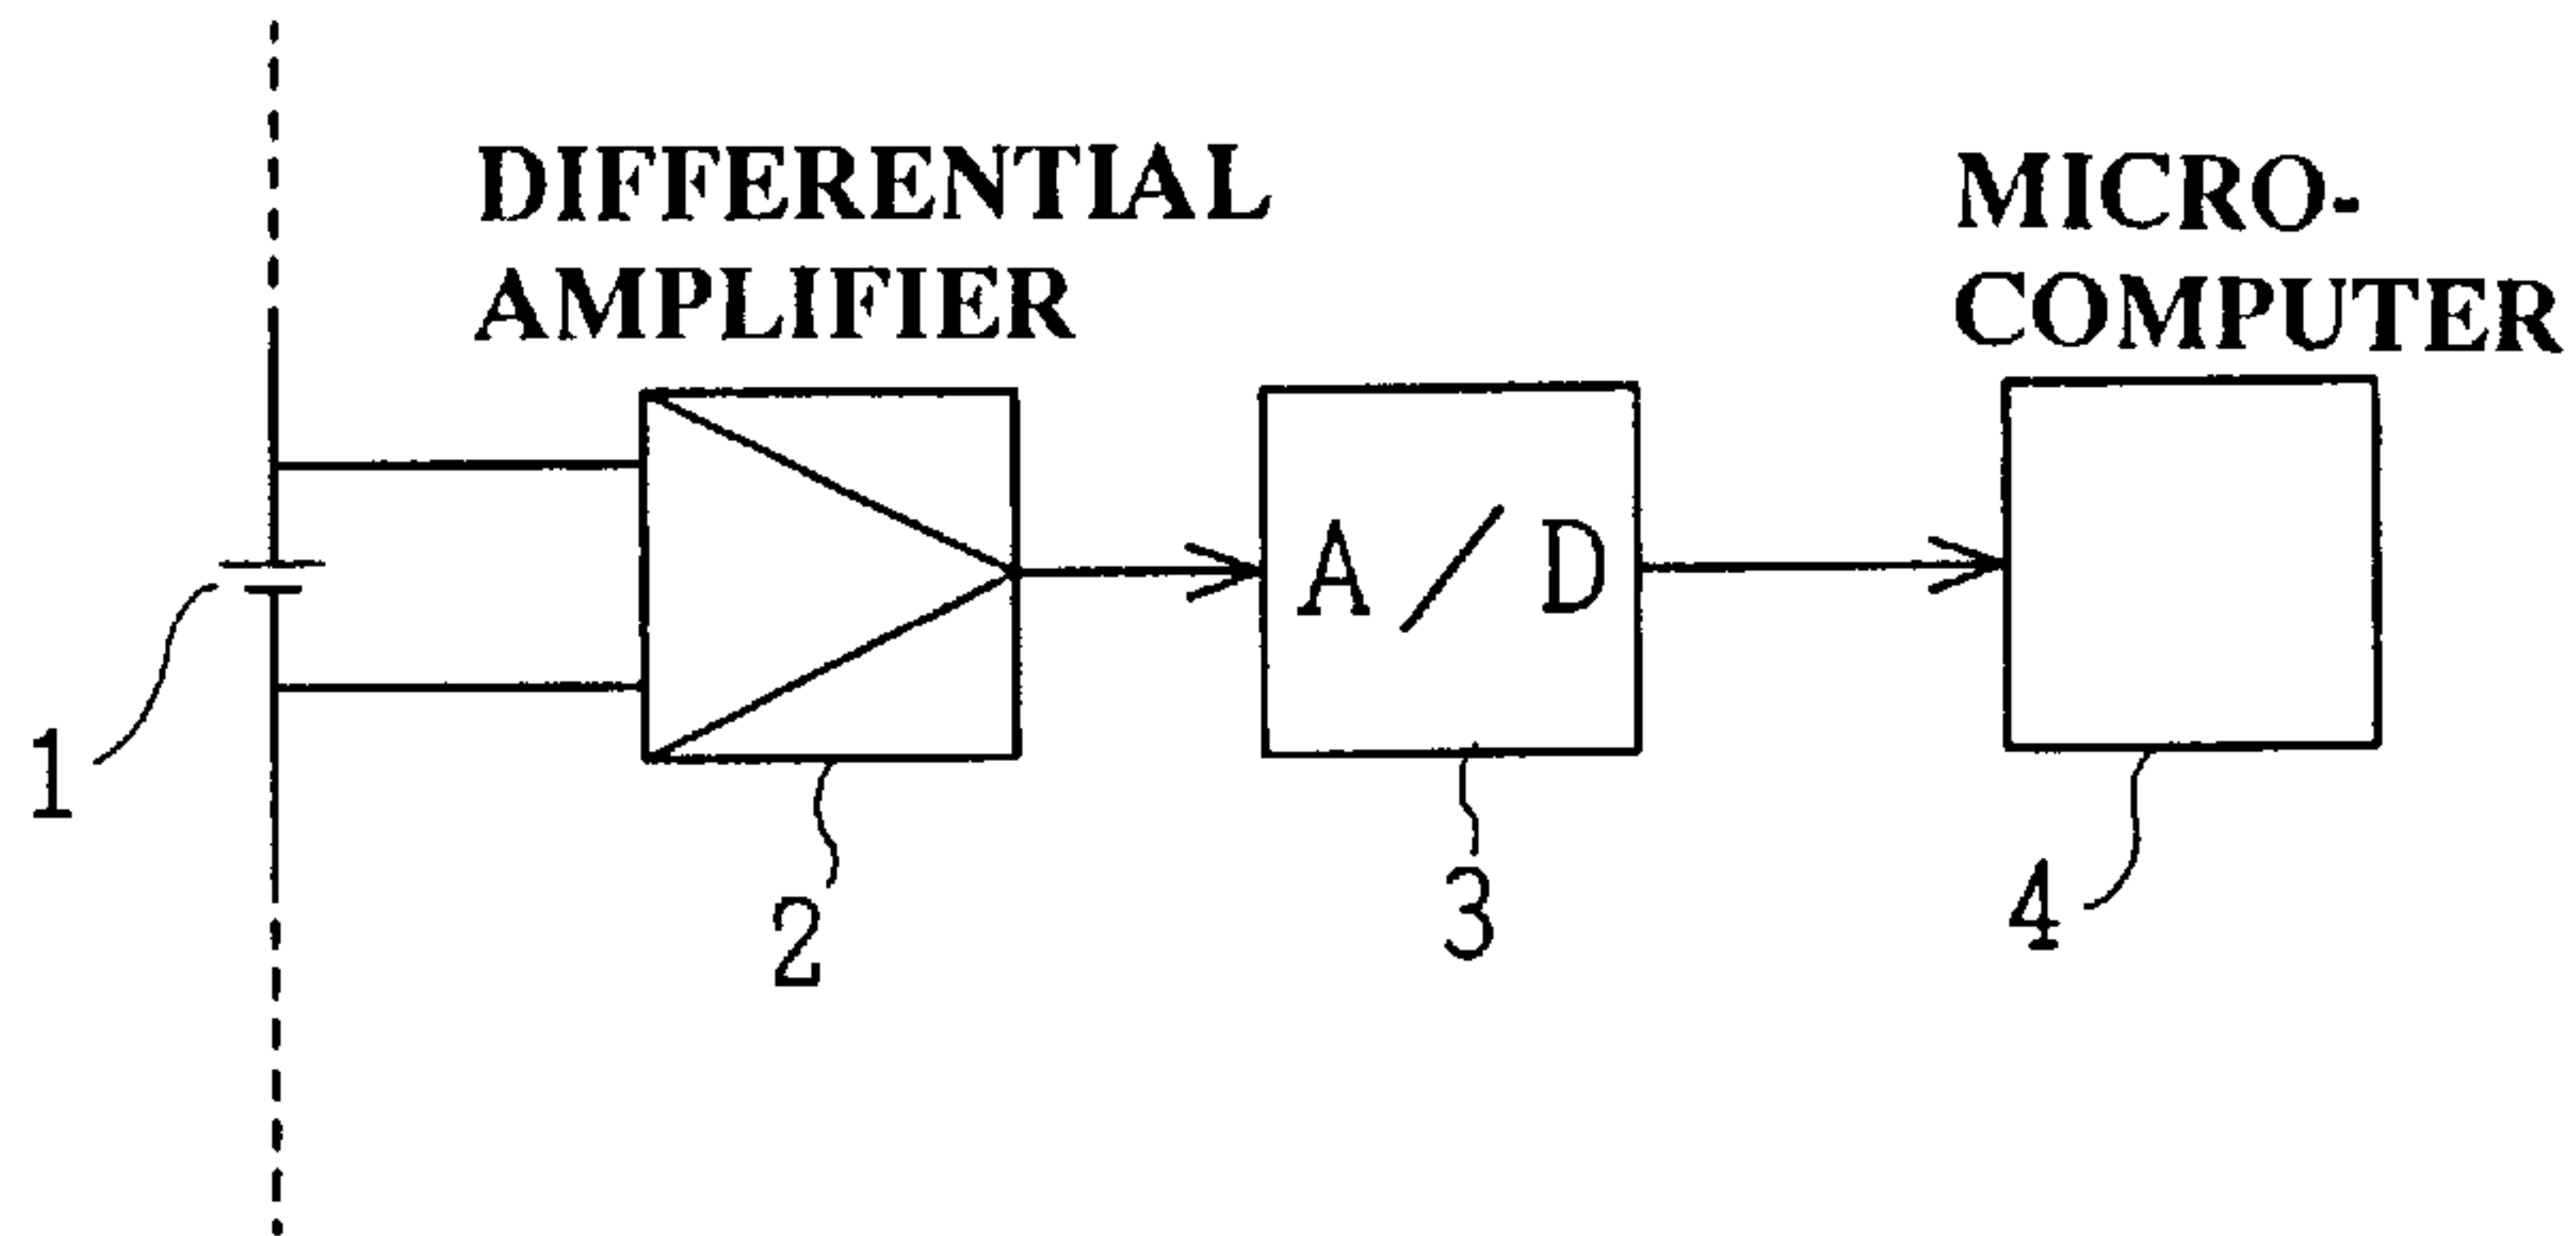 DIFFERENTIAL
AMPLIFIER
MICRO-
COMPUTER
A/D
1
2
3
4